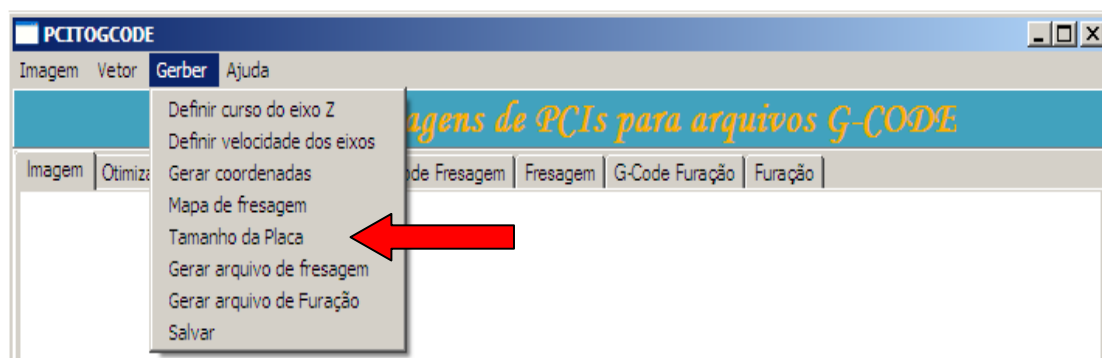 PCITOGCODE
Imagem Vetor Gerber Ajuda
agens de PCIs para arquivos G-CODE
Imagem Otimiza ode Fresagem Fresagem G-Code Furação Furação
Definir curso do eixo Z
Definir velocidade dos eixos
Gerar coordenadas
Mapa de fresagem
Tamanho da Placa
Gerar arquivo de fresagem
Gerar arquivo de Furação
Salvar